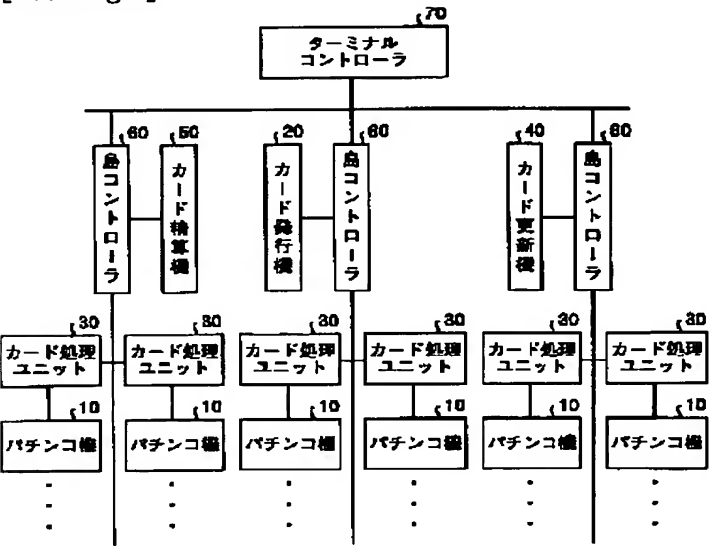 70
ターミナル
コントローラ
60
50
20
60
40
60
島コントローラ
カード精算機
カード発行機
島コントローラ
カード更新機
島コントローラ
30
30
30
30
30
30
カード処理
ユニット
カード処理
ユニット
カード処理
ユニット
カード処理
ユニット
カード処理
ユニット
カード処理
ユニット
10
10
10
10
10
10
パチンコ機
パチンコ機
パチンコ機
パチンコ機
パチンコ機
パチンコ機